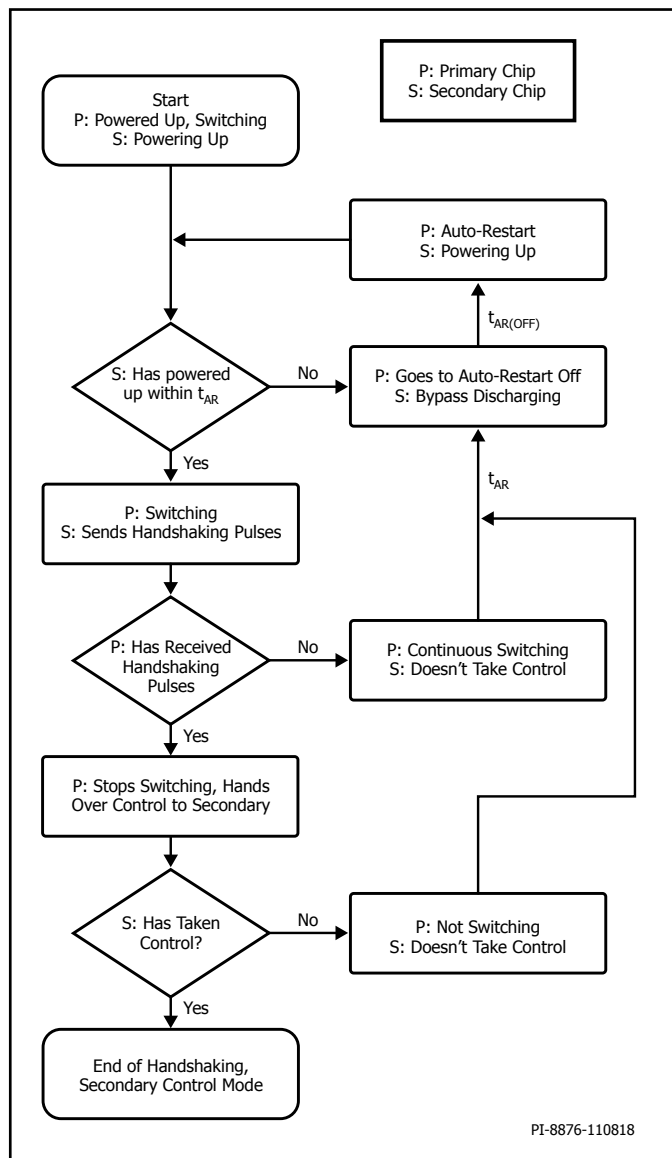 P: Primary Chip
S: Secondary Chip
Start
P: Powered Up, Switching
S: Powering Up
P: Auto-Restart
S: Powering Up
tAR(OFF)
S: Has powered
up within tAR
No
P: Goes to Auto-Restart Off
S: Bypass Discharging
Yes
tAR
P: Switching
S: Sends Handshaking Pulses
P: Has Received
Handshaking
Pulses
No
P: Continuous Switching
S: Doesn't Take Control
Yes
P: Stops Switching, Hands
Over Control to Secondary
S: Has Taken
Control?
No
P: Not Switching
S: Doesn't Take Control
Yes
End of Handshaking,
Secondary Control Mode
PI-8876-110818